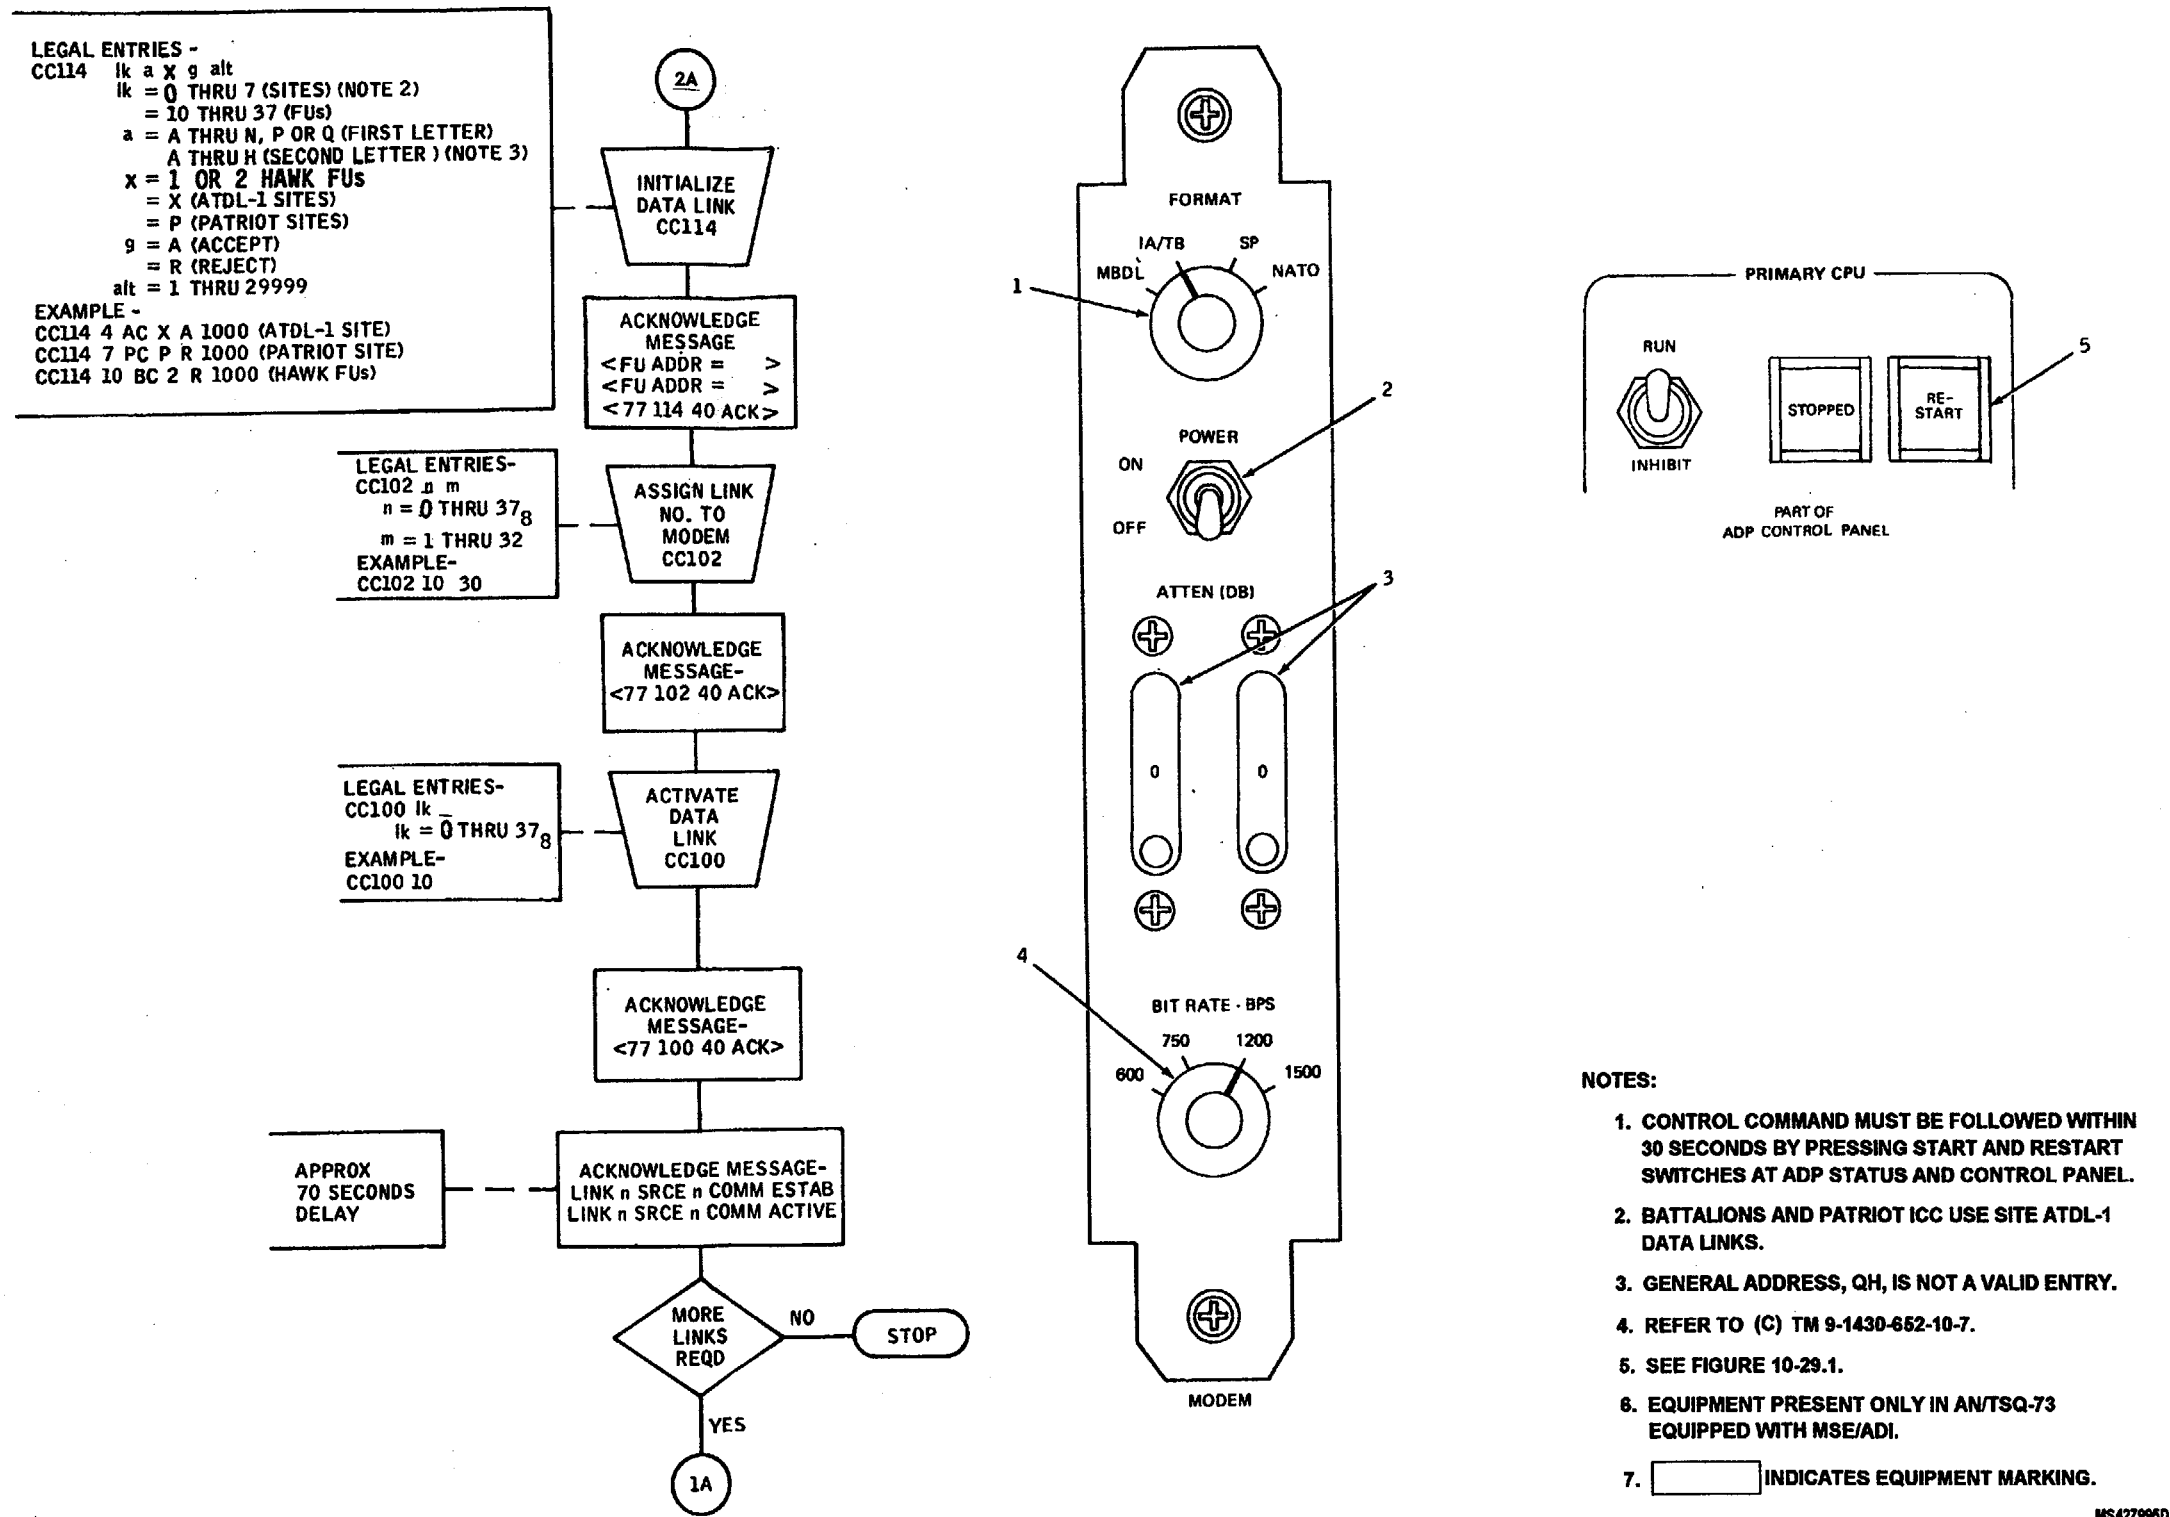 LEGAL ENTRIES -
CC114 lk a X g alt
lk = 0 THRU 7 (SITES) (NOTE 2)
= 10 THRU 37 (FUs)
a = A THRU N, P OR Q (FIRST LETTER)
A THRU H (SECOND LETTER ) (NOTE 3)
X = 1 OR 2 HAWK FUs
= X (ATDL-1 SITES)
= P (PATRIOT SITES)
g = A (ACCEPT)
= R (REJECT)
alt = 1 THRU 29999
EXAMPLE -
CC114 4 AC X A 1000 (ATDL-1 SITE)
CC114 7 PC P R 1000 (PATRIOT SITE)
CC114 10 BC 2 R 1000 (HAWK FUs)
2A
INITIALIZE
DATA LINK
CC114
ACKNOWLEDGE
MESSAGE
<FU ADDR = >
<FU ADDR = >
<77 114 40 ACK>
LEGAL ENTRIES-
CC102 n m
n = 0 THRU 37₈
m = 1 THRU 32
EXAMPLE-
CC102 10 30
ASSIGN LINK
NO. TO
MODEM
CC102
ACKNOWLEDGE
MESSAGE-
<77 102 40 ACK>
LEGAL ENTRIES-
CC100 lk
lk = 0 THRU 37₈
EXAMPLE-
CC100 10
ACTIVATE
DATA
LINK
CC100
ACKNOWLEDGE
MESSAGE-
<77 100 40 ACK>
APPROX
70 SECONDS
DELAY
ACKNOWLEDGE MESSAGE-
LINK n SRCE n COMM ESTAB
LINK n SRCE n COMM ACTIVE
MORE
LINKS
REQD
NO
STOP
YES
1A
FORMAT
MBDL IA/TB SP NATO
1
POWER
ON
OFF
2
ATTEN (DB)
3
0 0
4
BIT RATE - BPS
600 750 1200 1500
MODEM
PRIMARY CPU
RUN
INHIBIT
STOPPED
RE-
START
5
PART OF
ADP CONTROL PANEL
NOTES:
1. CONTROL COMMAND MUST BE FOLLOWED WITHIN
30 SECONDS BY PRESSING START AND RESTART
SWITCHES AT ADP STATUS AND CONTROL PANEL.
2. BATTALIONS AND PATRIOT ICC USE SITE ATDL-1
DATA LINKS.
3. GENERAL ADDRESS, QH, IS NOT A VALID ENTRY.
4. REFER TO (C) TM 9-1430-652-10-7.
5. SEE FIGURE 10-29.1.
6. EQUIPMENT PRESENT ONLY IN AN/TSQ-73
EQUIPPED WITH MSE/ADI.
7. INDICATES EQUIPMENT MARKING.
MS427995D